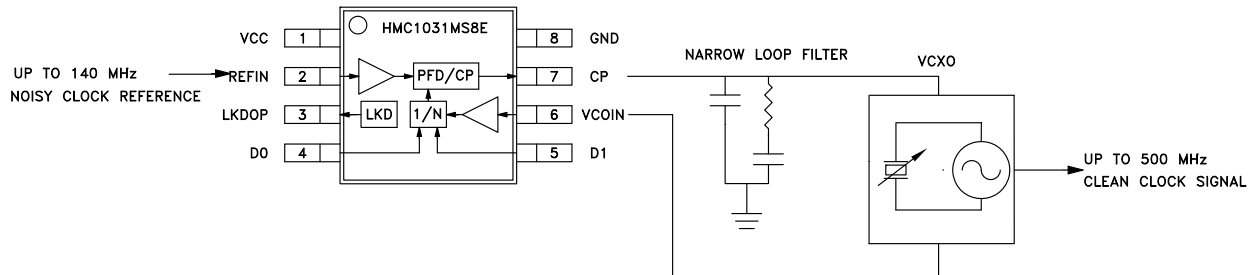 HMC1031MS8E
VCC 1
8 GND
NARROW LOOP FILTER
VCXO
UP TO 140 MHz
NOISY CLOCK REFERENCE
REFIN 2
PFD/CP
7 CP
LKDOP 3
LKD
1/N
6 VCOIN
D0 4
5 D1
UP TO 500 MHz
CLEAN CLOCK SIGNAL